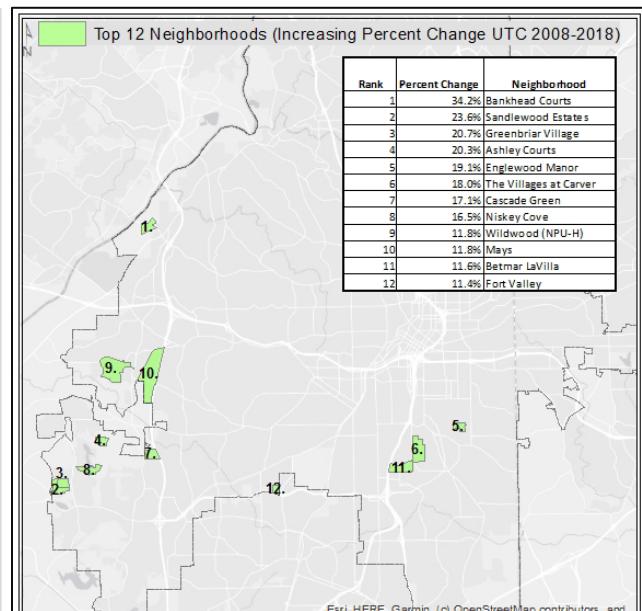 N
Top 12 Neighborhoods (Increasing Percent Change UTC 2008-2018)
Rank Percent Change Neighborhood
1 34.2% Bankhead Courts
2 23.6% Sandlewood Estates
3 20.7% Greenbriar Village
4 20.3% Ashley Courts
5 19.1% Englewood Manor
6 18.0% The Villages at Carver
7 17.1% Cascade Green
8 16.5% Niskey Cove
9 11.8% Wildwood (NPU-H)
10 11.8% Mays
11 11.6% Betmar LaVilla
12 11.4% Fort Valley
1.
9.
10.
4.
7.
5.
6.
3.
8.
11.
2.
12.
Esri, HERE, Garmin, (c) OpenStreetMap contributors, and